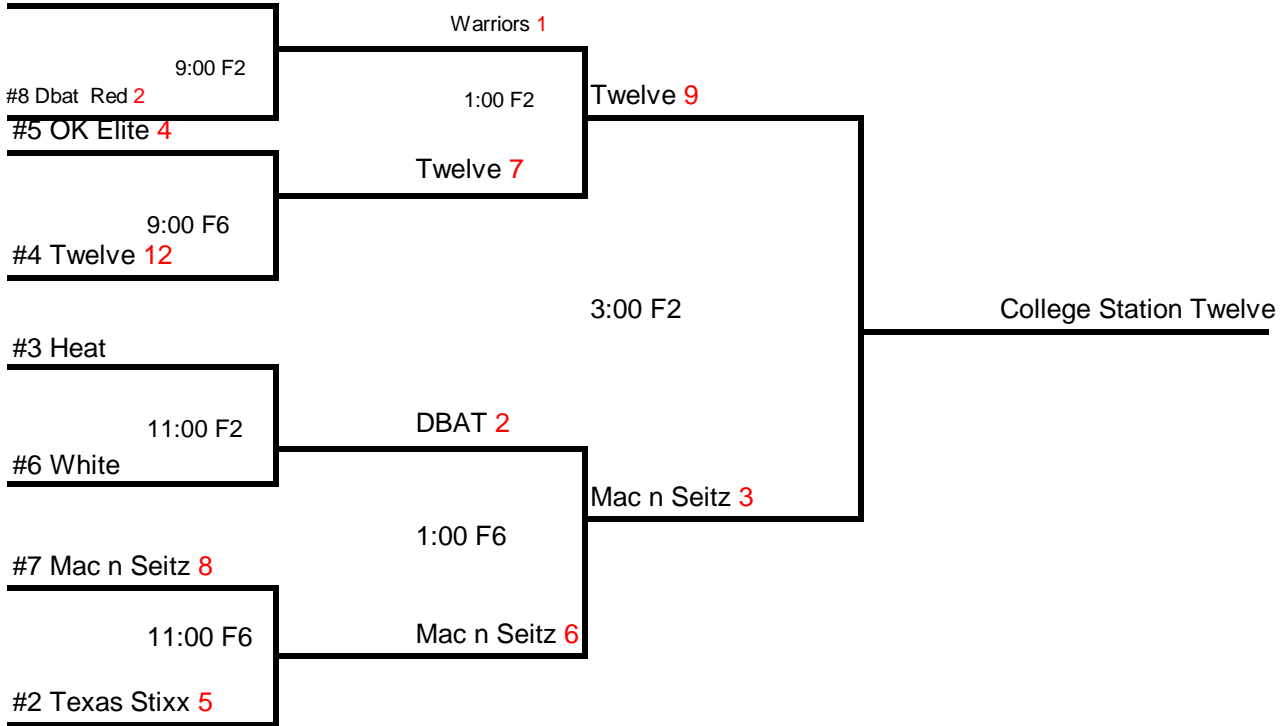 Warriors 1
9:00 F2
#8 Dbat Red 2
1:00 F2
Twelve 9
#5 OK Elite 4
Twelve 7
9:00 F6
#4 Twelve 12
3:00 F2
College Station Twelve
#3 Heat
DBAT 2
11:00 F2
#6 White
Mac n Seitz 3
1:00 F6
#7 Mac n Seitz 8
11:00 F6
Mac n Seitz 6
#2 Texas Stixx 5